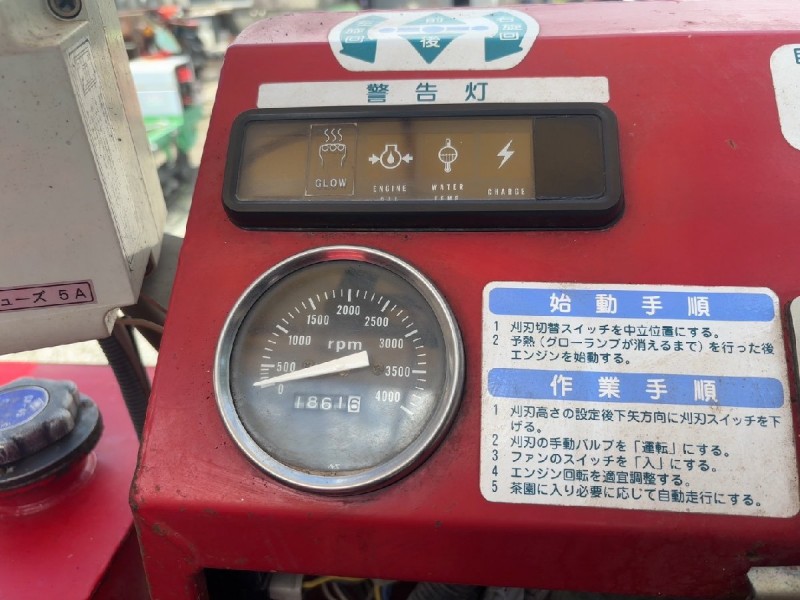 前
後
警告灯
GLOW
ENGINE
WATER
CHARGE
ューズ 5A
500
1000
1500
2000
2500
3000
3500
4000
0
rpm
18616
始動手順
1 刈刃切替スイッチを中立位置にする。
2 予熱(グローランプが消えるまで)を行った後
エンジンを始動する。
作業手順
1 刈刃高さの設定後下矢方向に刈刃スイッチを下
げる。
2 刈刃の手動バルブを「運転」にする。
3 ファンのスイッチを「入」にする。
4 エンジン回転を適宜調整する。
5 茶園に入り必要に応じて自動走行にする。